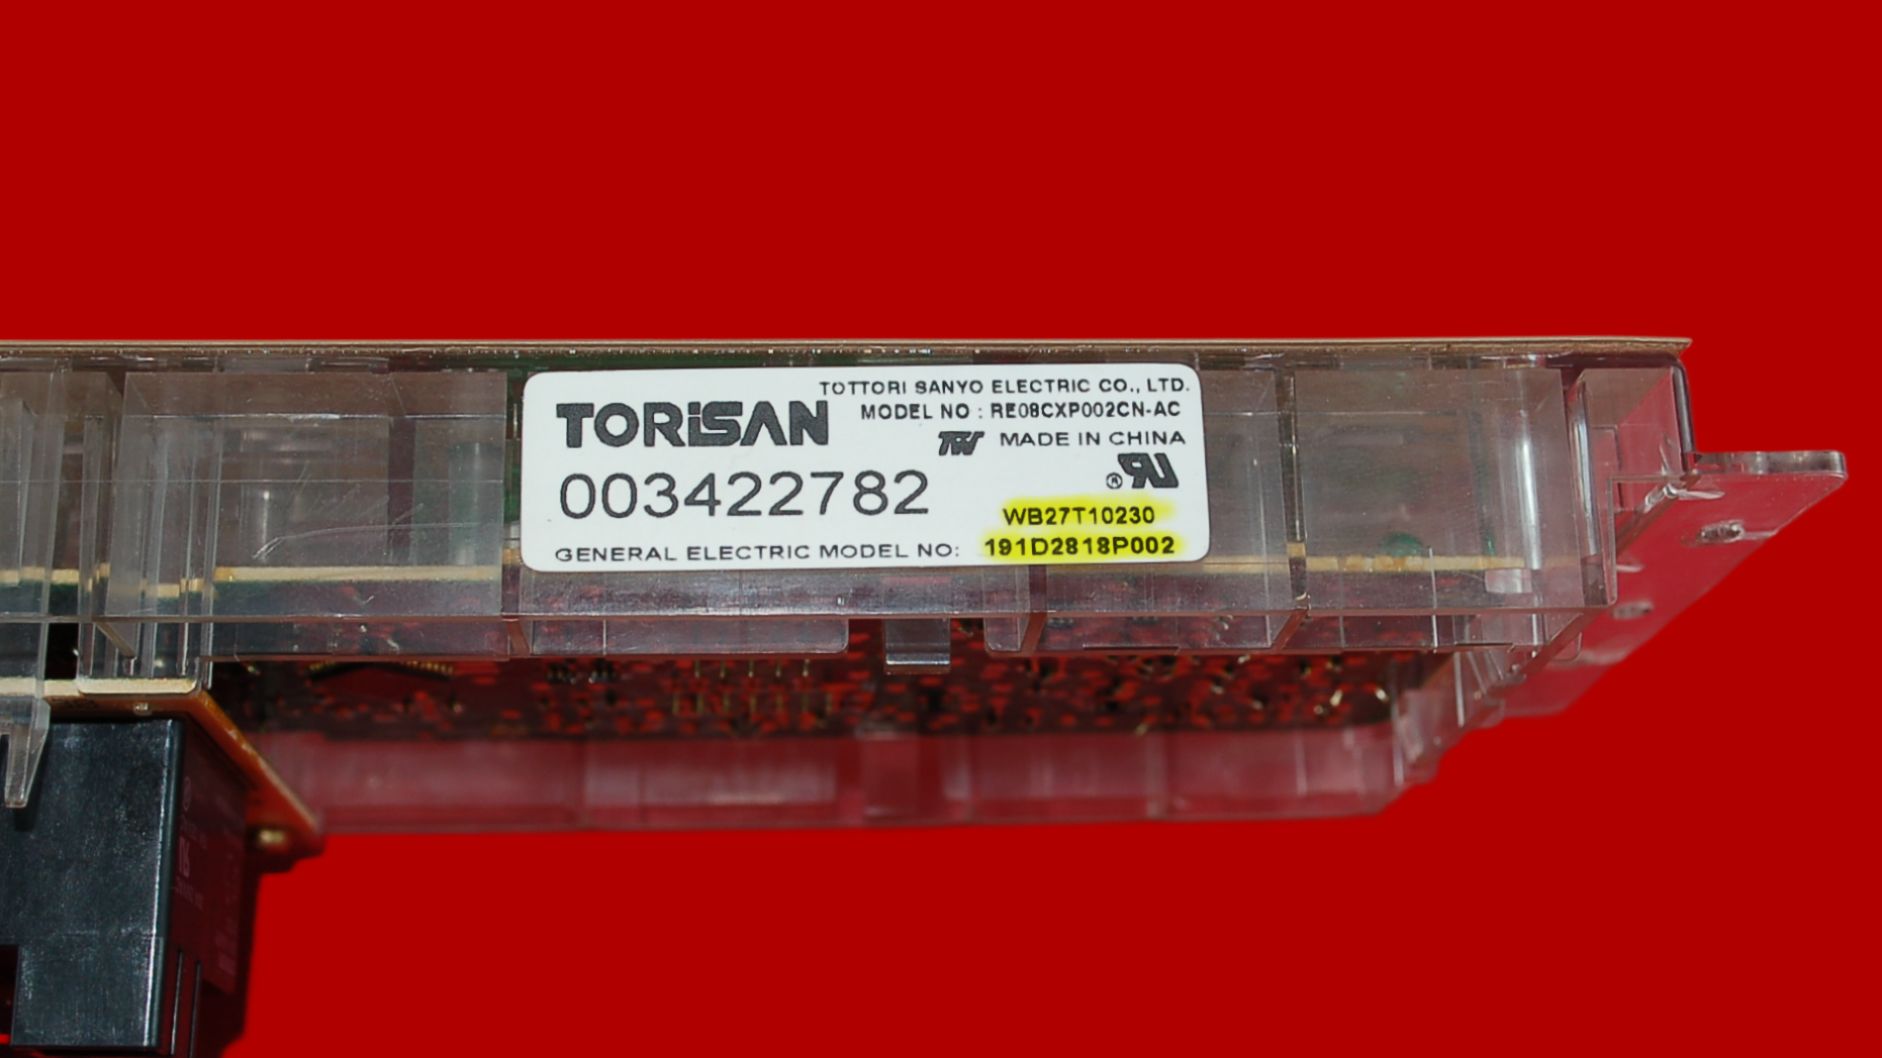 TOTTORI SANYO ELECTRIC CO., LTD.
TORiSAN
MODEL NO : RE08CXP002CN-AC
MADE IN CHINA
003422782
WB27T10230
GENERAL ELECTRIC MODEL NO: 191D2818P002